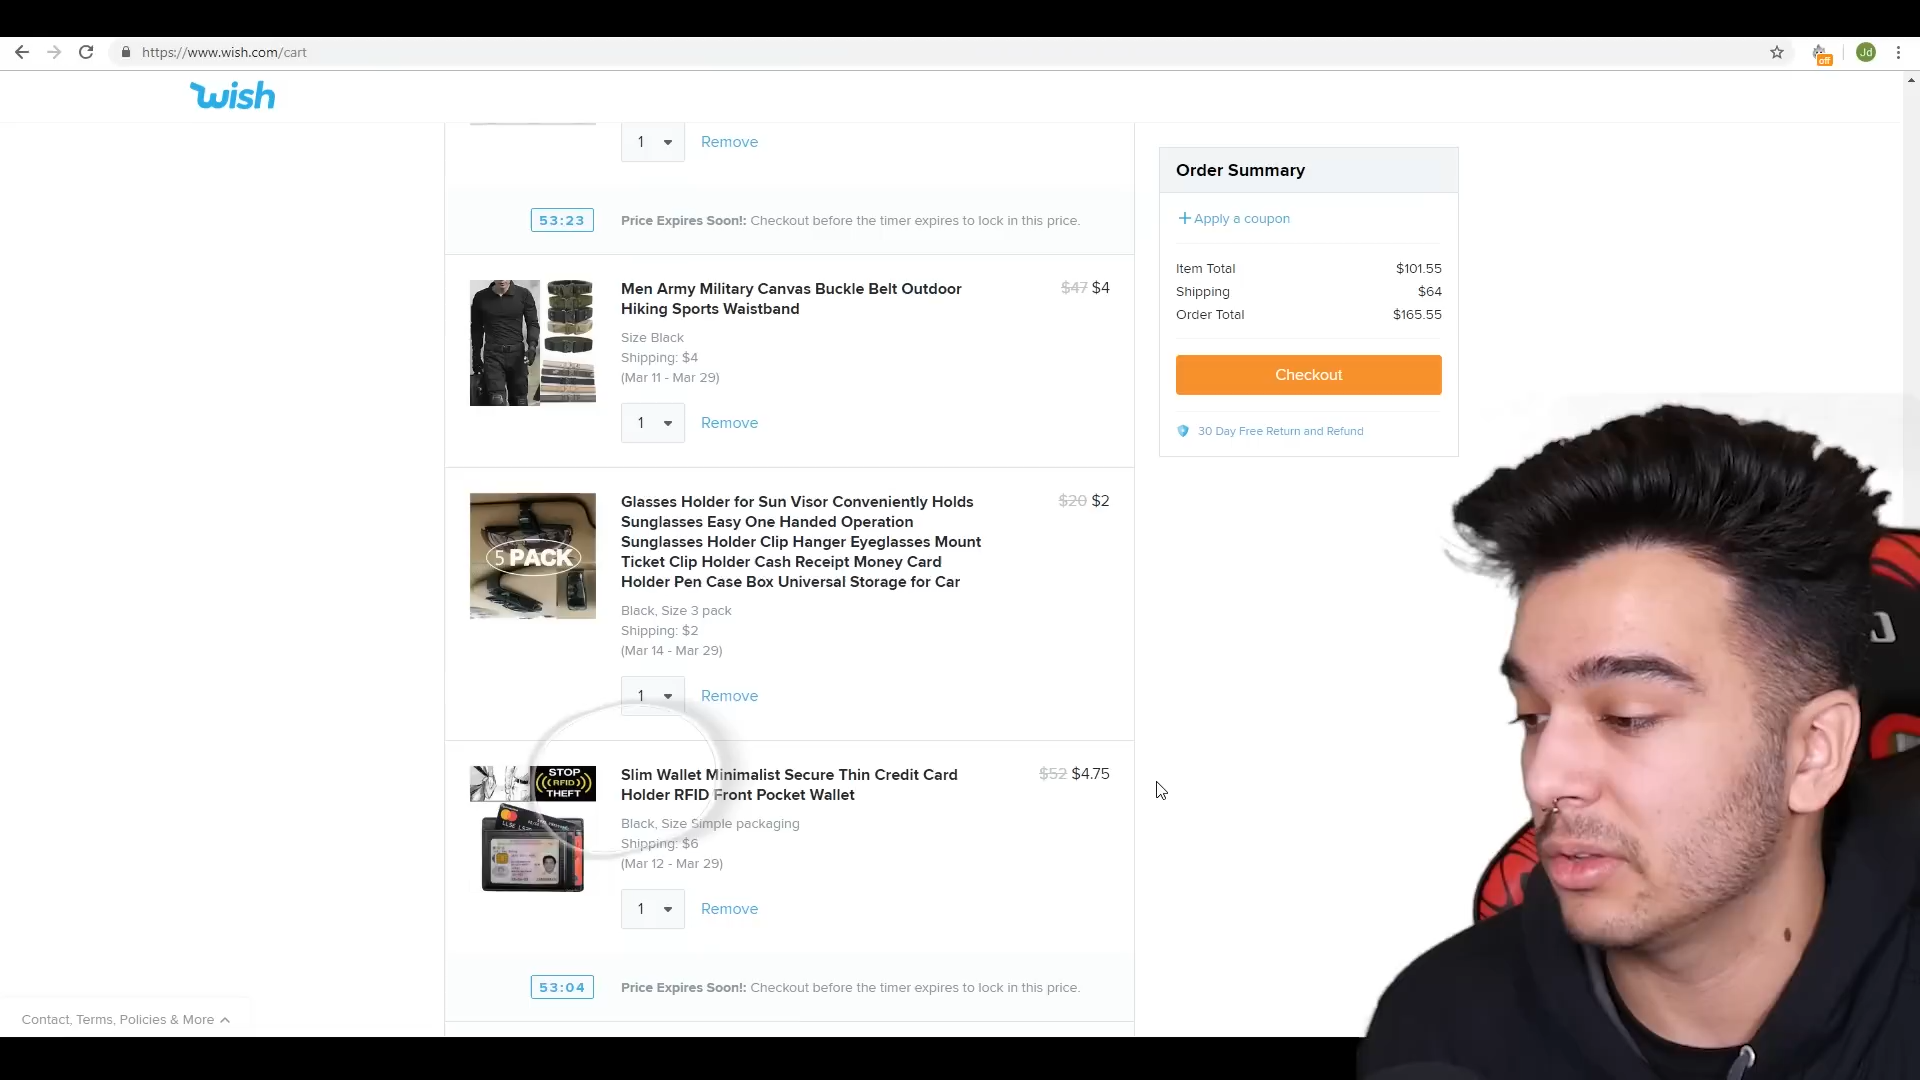 https://www.wish.com/cart
off
Jd
wish
1
Remove
53:23
Price Expires Soon!: Checkout before the timer expires to lock in this price.
Men Army Military Canvas Buckle Belt Outdoor
Hiking Sports Waistband
$47 $4
Size Black
Shipping: $4
(Mar 11 - Mar 29)
1
Remove
5 PACK
Glasses Holder for Sun Visor Conveniently Holds
Sunglasses Easy One Handed Operation
Sunglasses Holder Clip Hanger Eyeglasses Mount
Ticket Clip Holder Cash Receipt Money Card
Holder Pen Case Box Universal Storage for Car
$20 $2
Black, Size 3 pack
Shipping: $2
(Mar 14 - Mar 29)
1
Remove
STOP
RFID
THEFT
Slim Wallet Minimalist Secure Thin Credit Card
Holder RFID Front Pocket Wallet
$52 $4.75
Black, Size Simple packaging
Shipping: $6
(Mar 12 - Mar 29)
1
Remove
53:04
Price Expires Soon!: Checkout before the timer expires to lock in this price.
Order Summary
Apply a coupon
Item Total $101.55
Shipping $64
Order Total $165.55
Checkout
30 Day Free Return and Refund
Contact, Terms, Policies & More